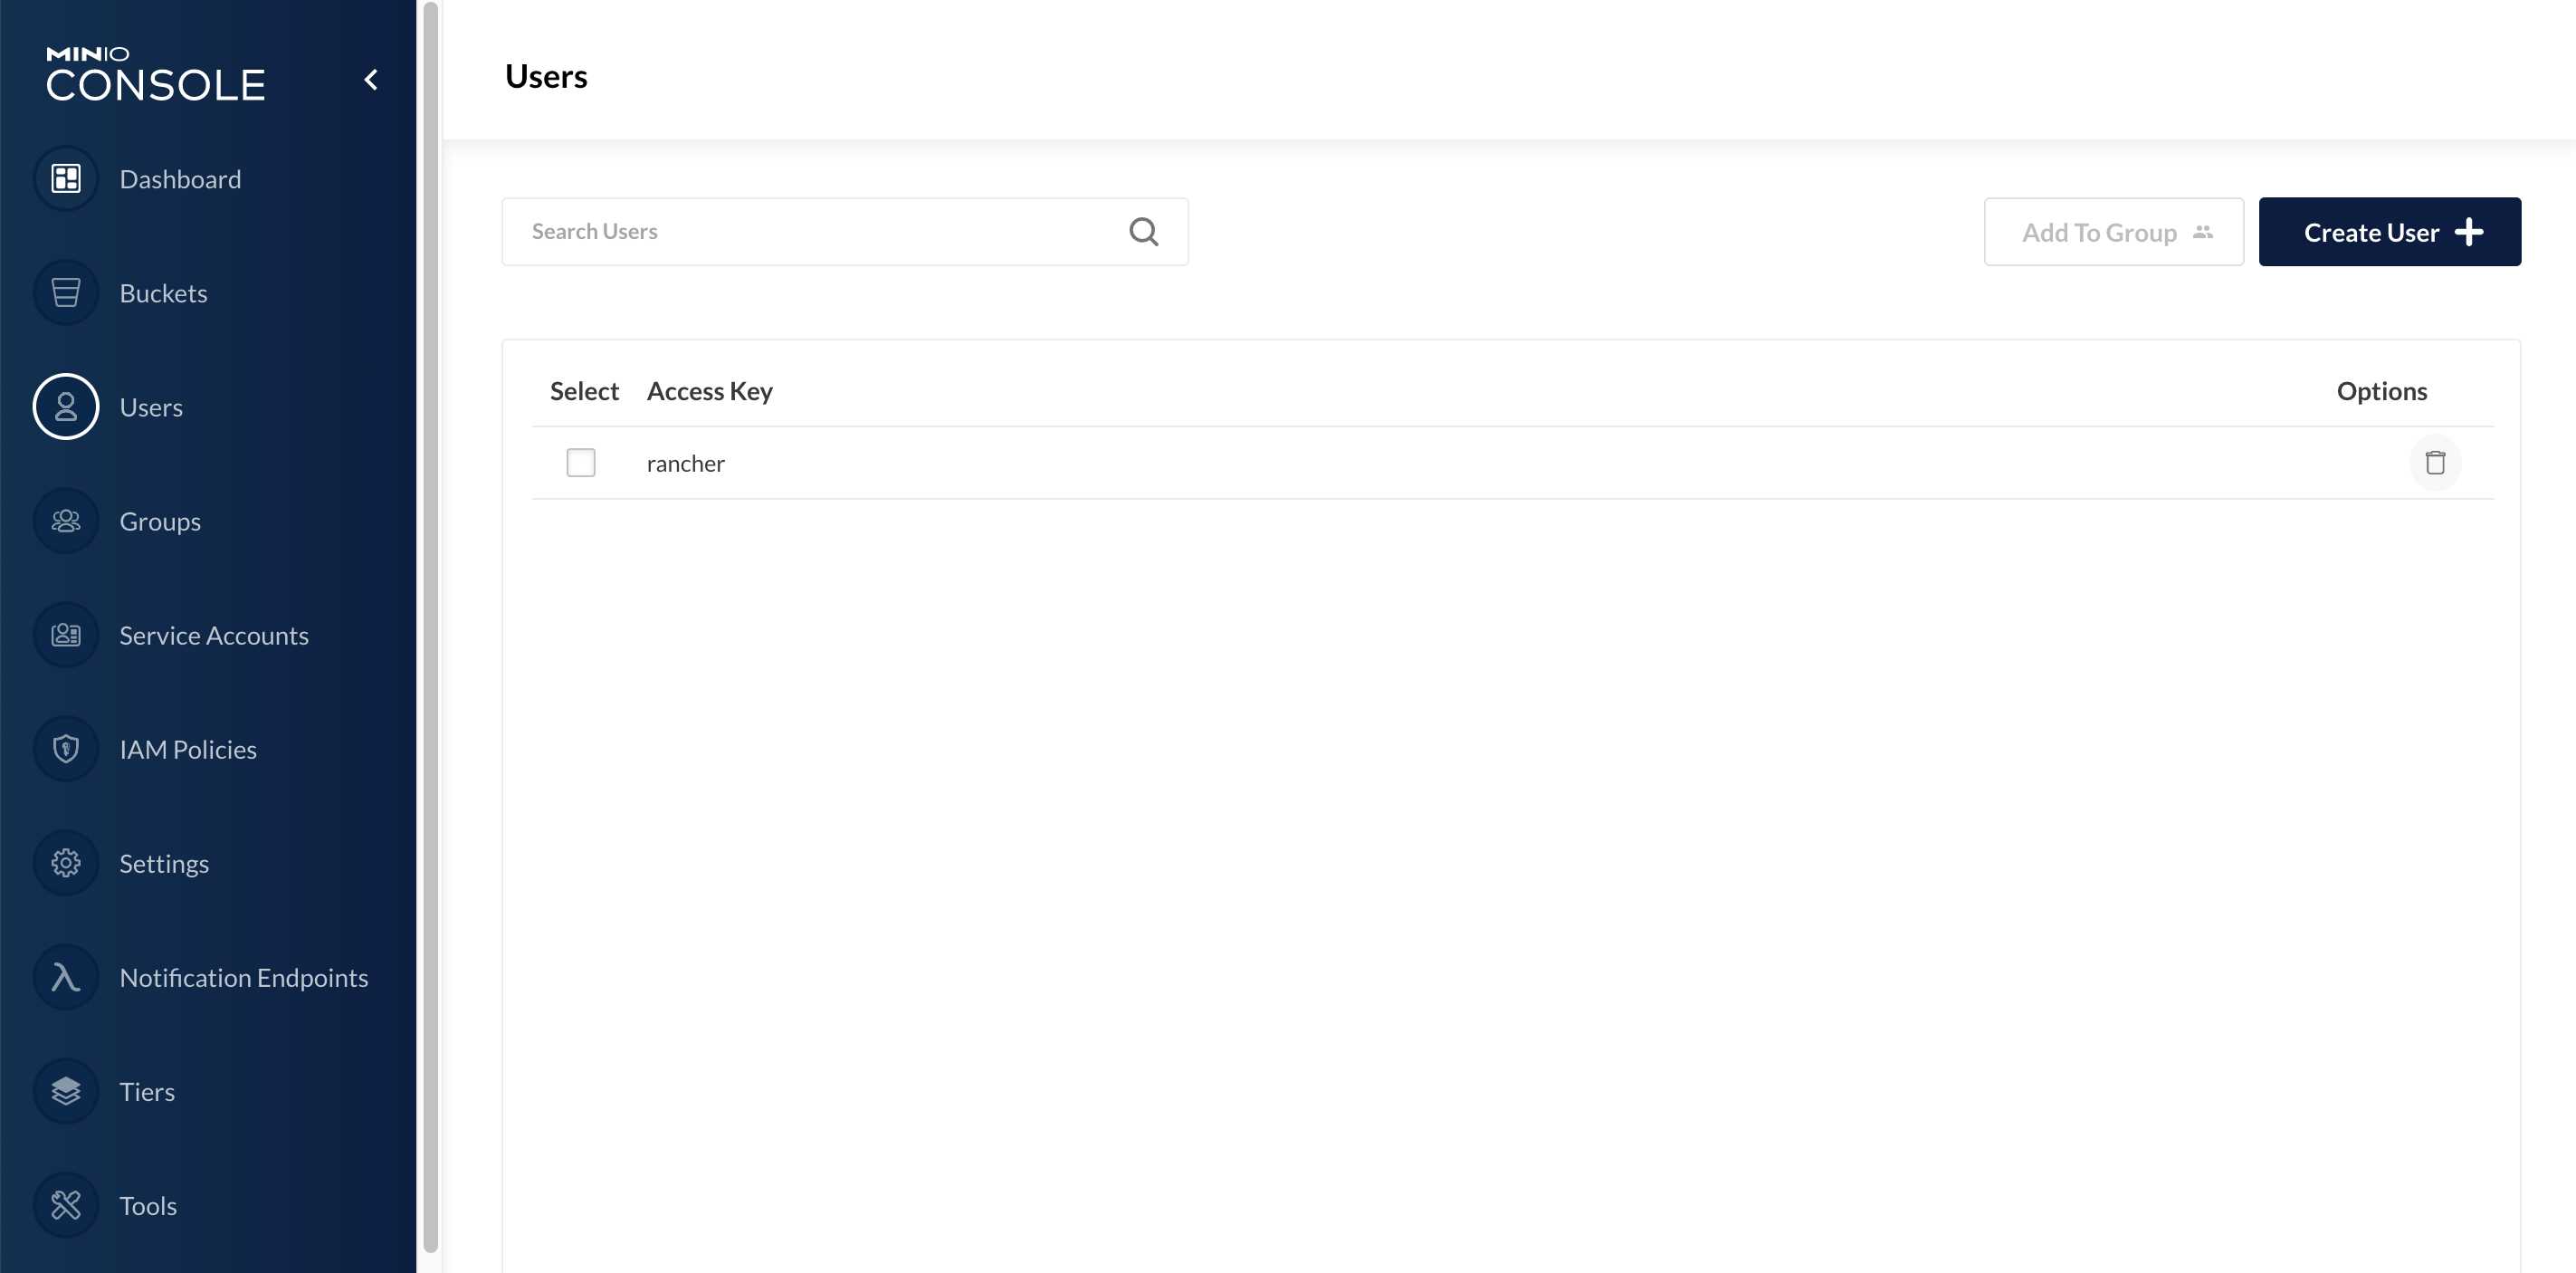 MINIO
CONSOLE
Dashboard
Buckets
Users
Groups
Service Accounts
IAM Policies
Settings
Notification Endpoints
Tiers
Tools
Users
Search Users
Add To Group
Create User
Select Access Key Options
rancher